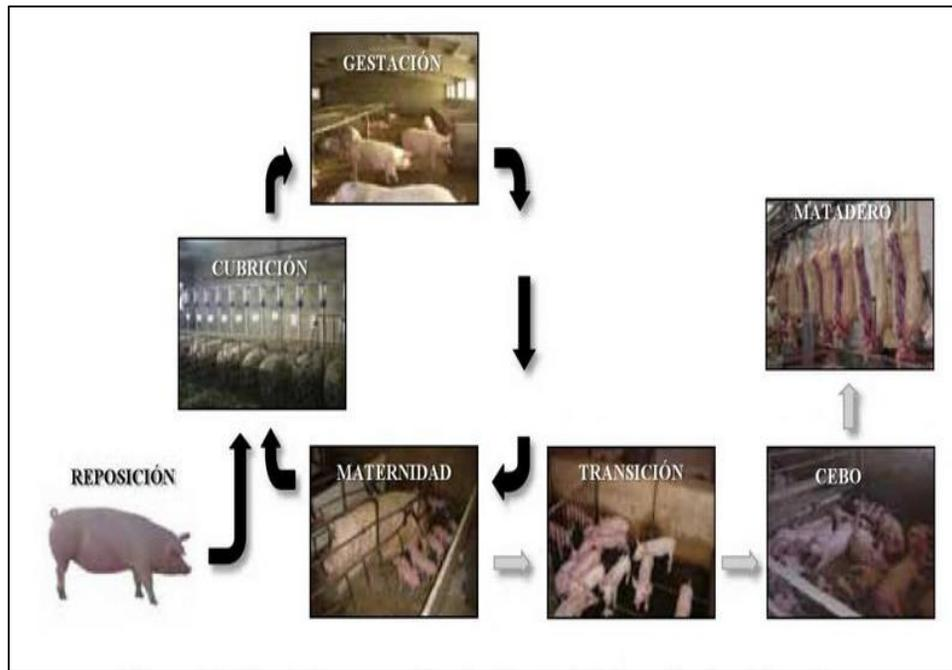 GESTACIÓN
MATADERO
CUBRICIÓN
REPOSICIÓN
MATERNIDAD
TRANSICIÓN
CEBO